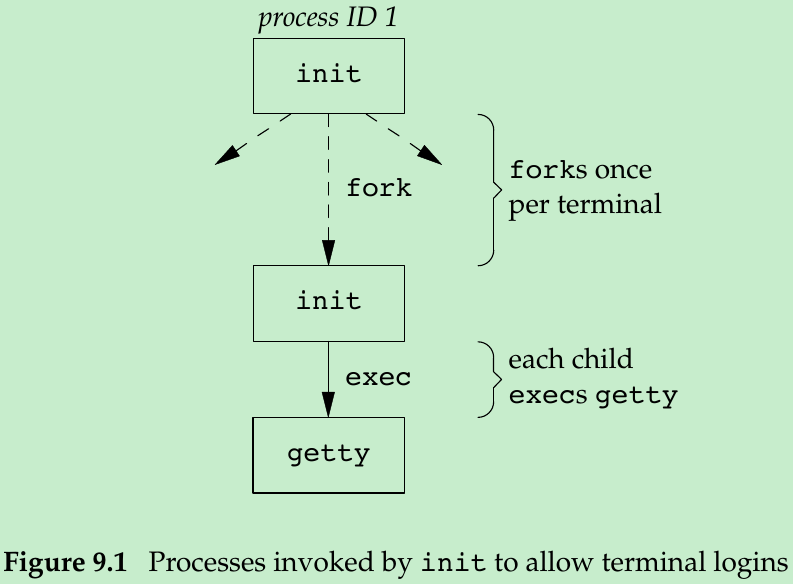 process ID 1
init
fork
forks once
per terminal
init
exec
each child
execs getty
getty
Figure 9.1 Processes invoked by init to allow terminal logins